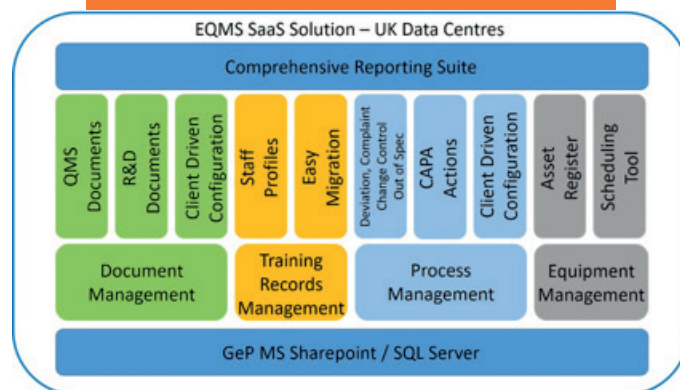 EQMS SaaS Solution – UK Data Centres
Comprehensive Reporting Suite
QMS
Documents
R&D
Documents
Client Driven
Configuration
Staff
Profiles
Easy
Migration
Deviation, Complaint
Change Control
Out of Spec
CAPA
Actions
Client Driven
Configuration
Asset
Register
Scheduling
Tool
Document
Management
Training
Records
Management
Process
Management
Equipment
Management
GeP MS Sharepoint / SQL Server